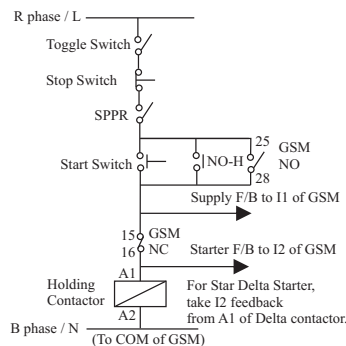 R phase / L
Toggle Switch
Stop Switch
SPPR
25
GSM
NO
Start Switch
NO-H
28
Supply F/B to I1 of GSM
15
GSM
16
NC
Starter F/B to I2 of GSM
A1
Holding
Contactor
For Star Delta Starter,
take I2 feedback
from A1 of Delta contactor.
A2
B phase / N
(To COM of GSM)